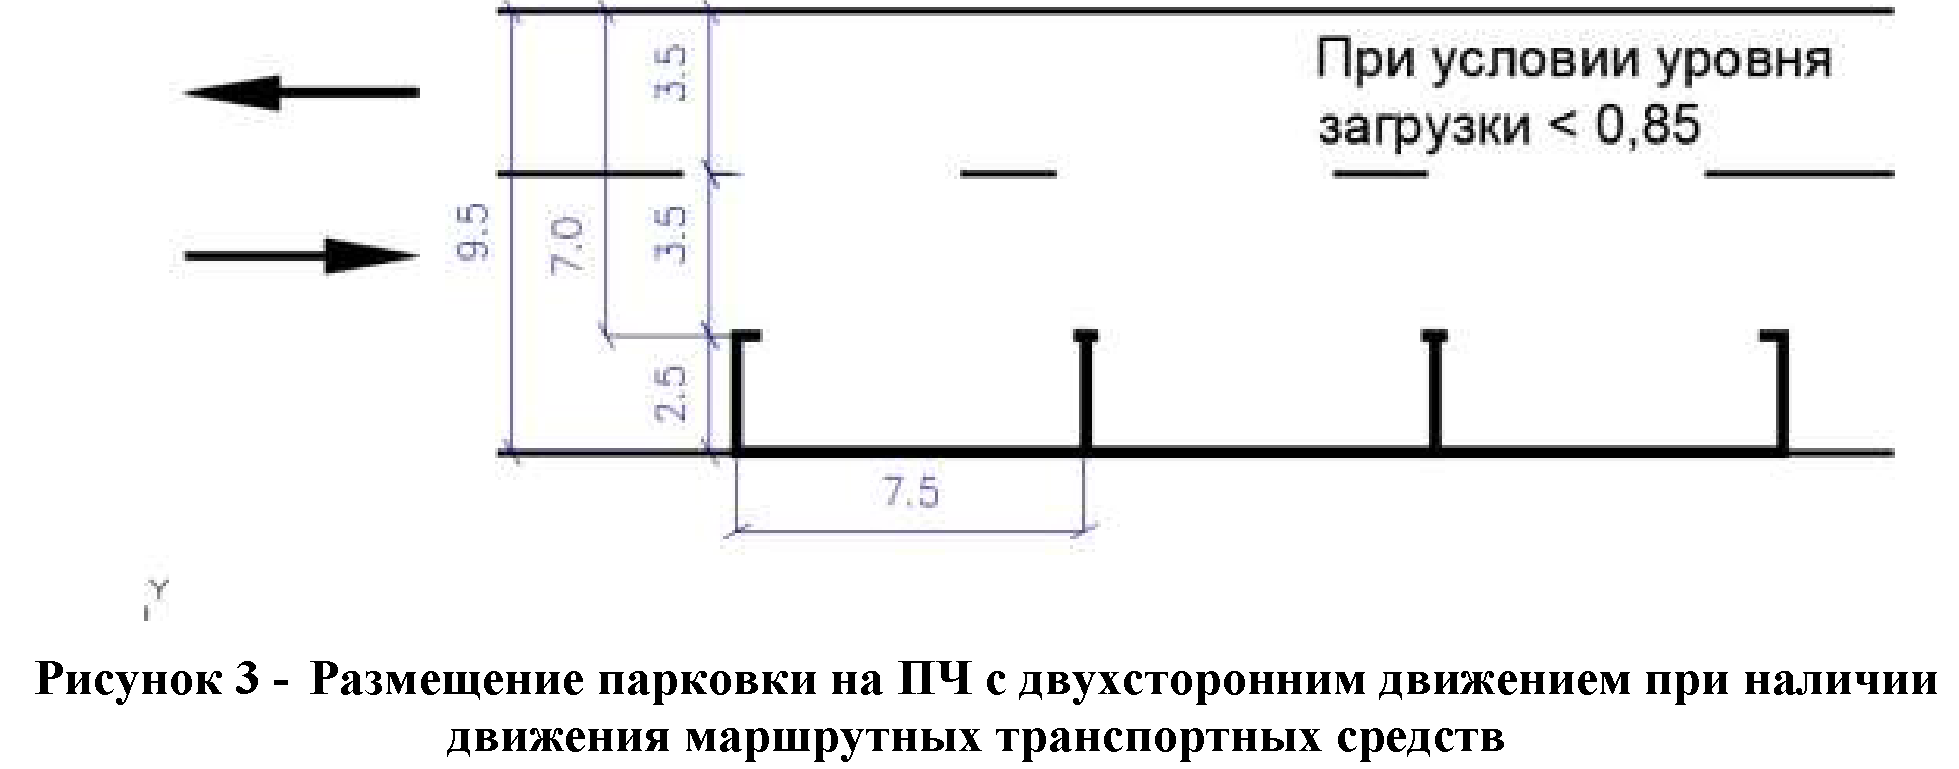 При условии уровня
загрузки < 0,85
3.5
9.5
7.0
3.5
2.5
7.5
Y
Рисунок 3 - Размещение парковки на ПЧ с двухсторонним движением при наличии
движения маршрутных транспортных средств